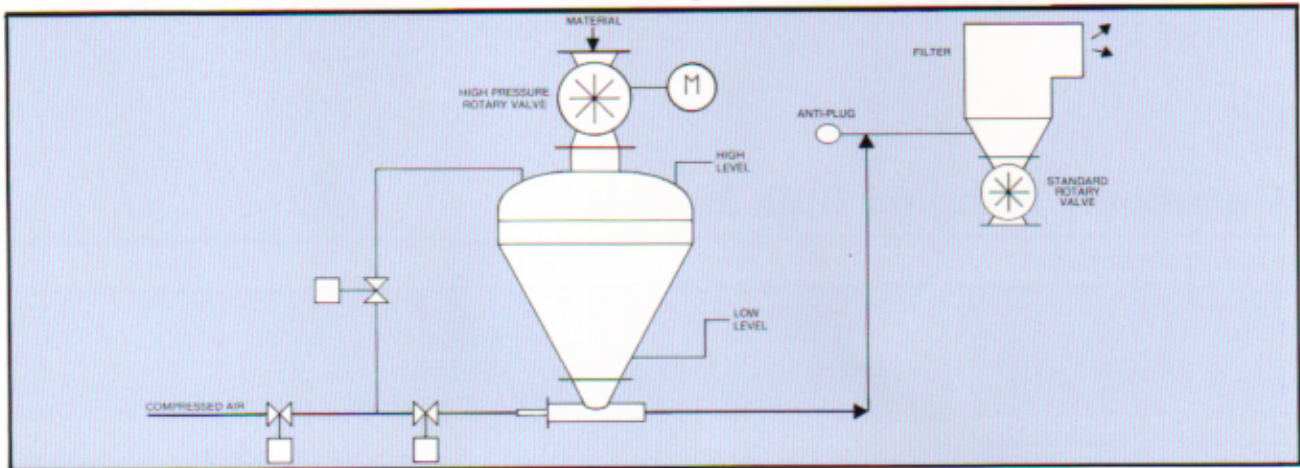 MATERIAL
HIGH PRESSURE
ROTARY VALVE
M
FILTER
ANTI-PLUG
HIGH
LEVEL
STANDARD
ROTARY
VALVE
LOW
LEVEL
COMPRESSED AIR